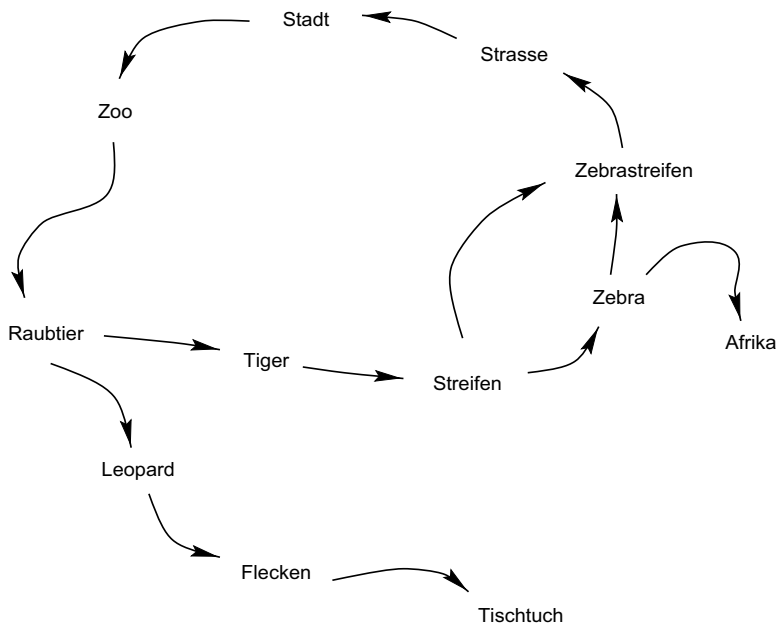 Stadt
Strasse
Zoo
Zebrastreifen
Zebra
Raubtier
Afrika
Tiger
Streifen
Leopard
Flecken
Tischtuch